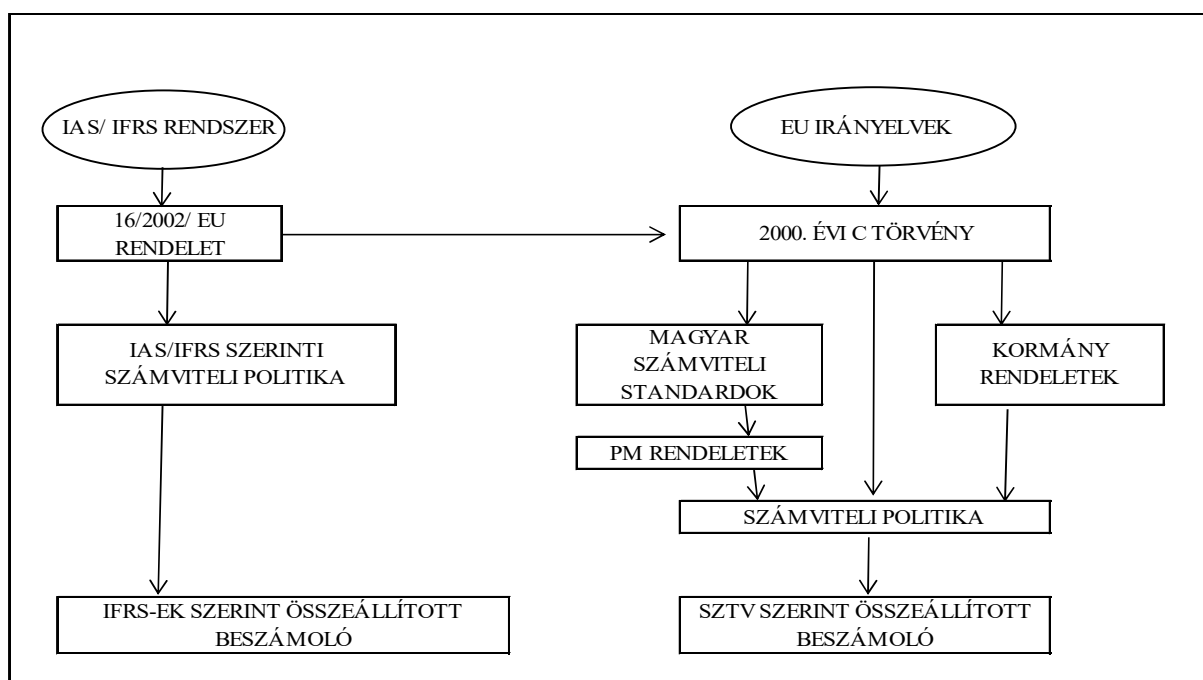 IAS/ IFRS RENDSZER
EU IRÁNYELVEK
16/2002/ EU
RENDELET
2000. ÉVI C TÖRVÉNY
IAS/IFRS SZERINTI
SZÁMVITELI POLITIKA
MAGYAR
SZÁMVITELI
STANDARDOK
KORMÁNY
RENDELETEK
PM RENDELETEK
SZÁMVITELI POLITIKA
IFRS-EK SZERINT ÖSSZEÁLLÍTOTT
BESZÁMOLÓ
SZTV SZERINT ÖSSZEÁLLÍTOTT
BESZÁMOLÓ